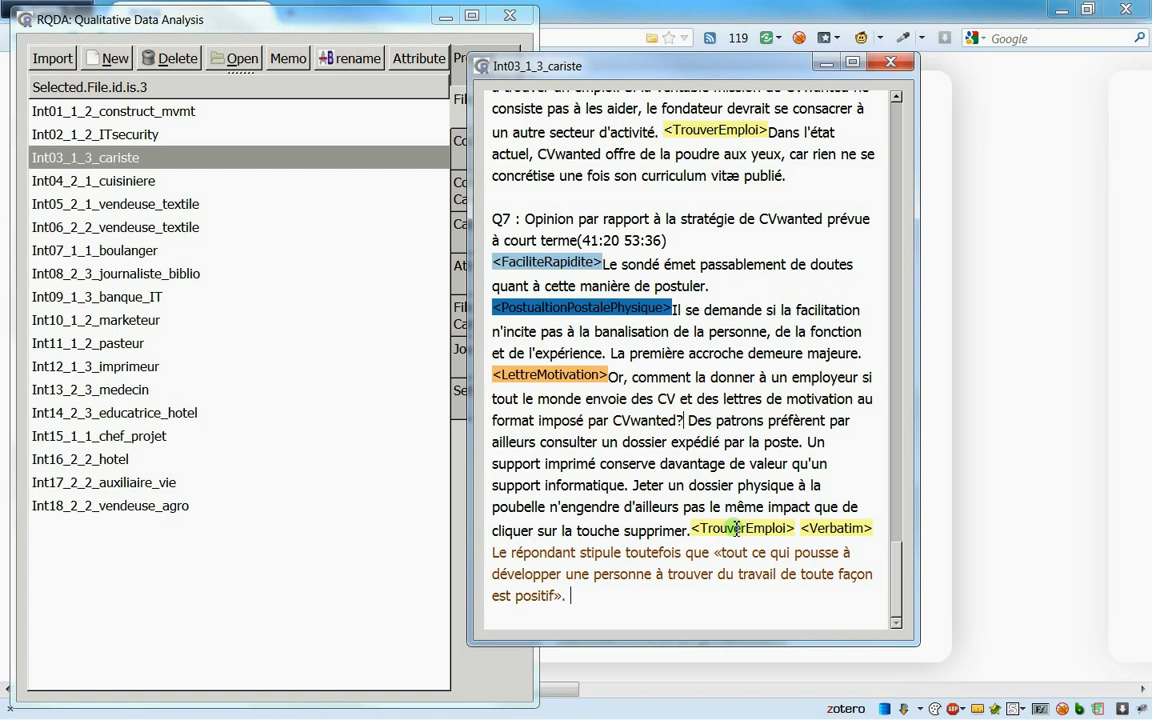 RQDA: Qualitative Data Analysis
Import New Delete Open Memo rename Attribute
Selected.File.id.is.3
Int01_1_2_construct_mvmt
Int02_1_2_ITsecurity
Int03_1_3_cariste
Int04_2_1_cuisiniere
Int05_2_1_vendeuse_textile
Int06_2_2_vendeuse_textile
Int07_1_1_boulanger
Int08_2_3_journaliste_biblio
Int09_1_3_banque_IT
Int10_1_2_marketeur
Int11_1_2_pasteur
Int12_1_3_imprimeur
Int13_2_3_medecin
Int14_2_3_educatrice_hotel
Int15_1_1_chef_projet
Int16_2_2_hotel
Int17_2_2_auxiliaire_vie
Int18_2_2_vendeuse_agro
119
Google
Int03_1_3_cariste
consiste pas à les aider, le fondateur devrait se consacrer à
un autre secteur d'activité. <TrouverEmploi>Dans l'état
actuel, CVwanted offre de la poudre aux yeux, car rien ne se
concrétise une fois son curriculum vitæ publié.
Q7 : Opinion par rapport à la stratégie de CVwanted prévue
à court terme(41:20 53:36)
<FaciliteRapidite>Le sondé émet passablement de doutes
quant à cette manière de postuler.
<PostualtionPostalePhysique>Il se demande si la facilitation
n'incite pas à la banalisation de la personne, de la fonction
et de l'expérience. La première accroche demeure majeure.
<LettreMotivation>Or, comment la donner à un employeur si
tout le monde envoie des CV et des lettres de motivation au
format imposé par CVwanted? Des patrons préfèrent par
ailleurs consulter un dossier expédié par la poste. Un
support imprimé conserve davantage de valeur qu'un
support informatique. Jeter un dossier physique à la
poubelle n'engendre d'ailleurs pas le même impact que de
cliquer sur la touche supprimer.<TrouverEmploi> <Verbatim>
Le répondant stipule toutefois que «tout ce qui pousse à
développer une personne à trouver du travail de toute façon
est positif».
zotero